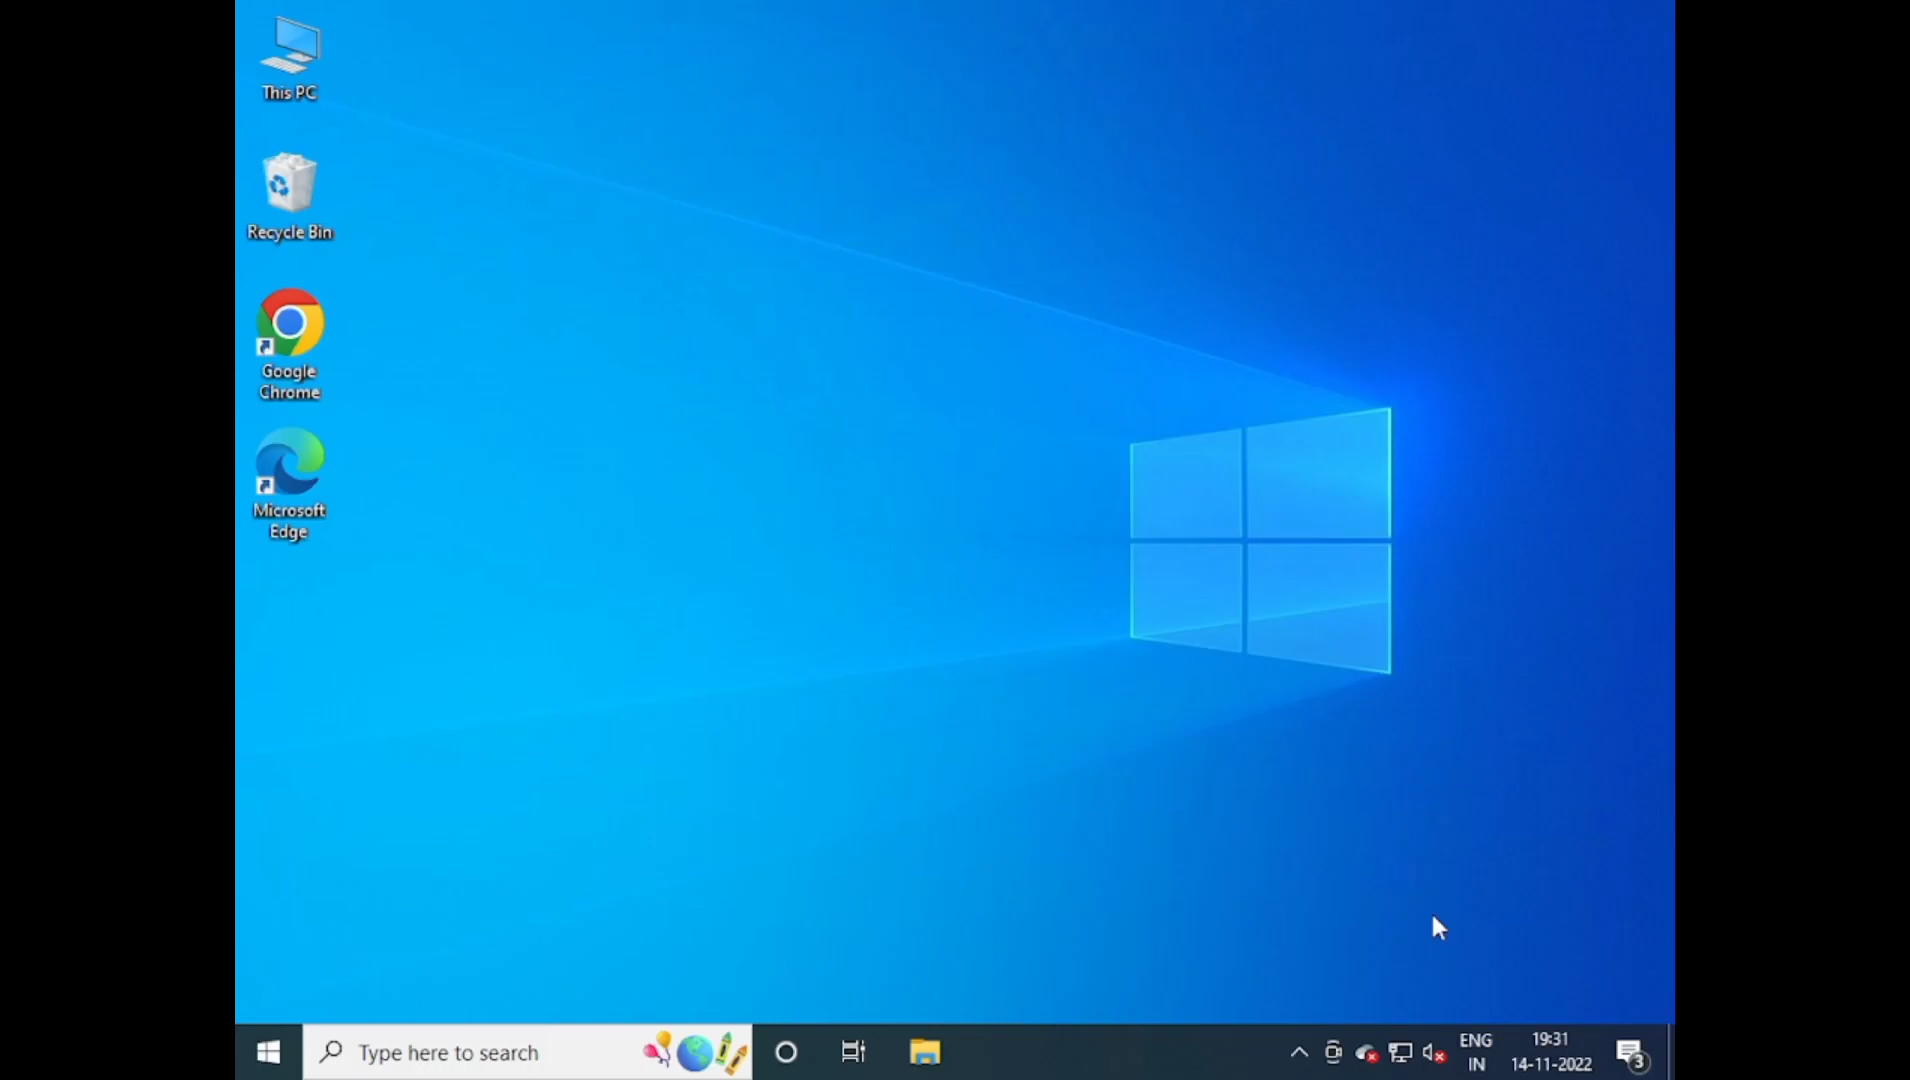 This PC
Recycle Bin
Google
Chrome
Microsoft
Edge
Type here to search
ENG
IN
19:31
14-11-2022
3